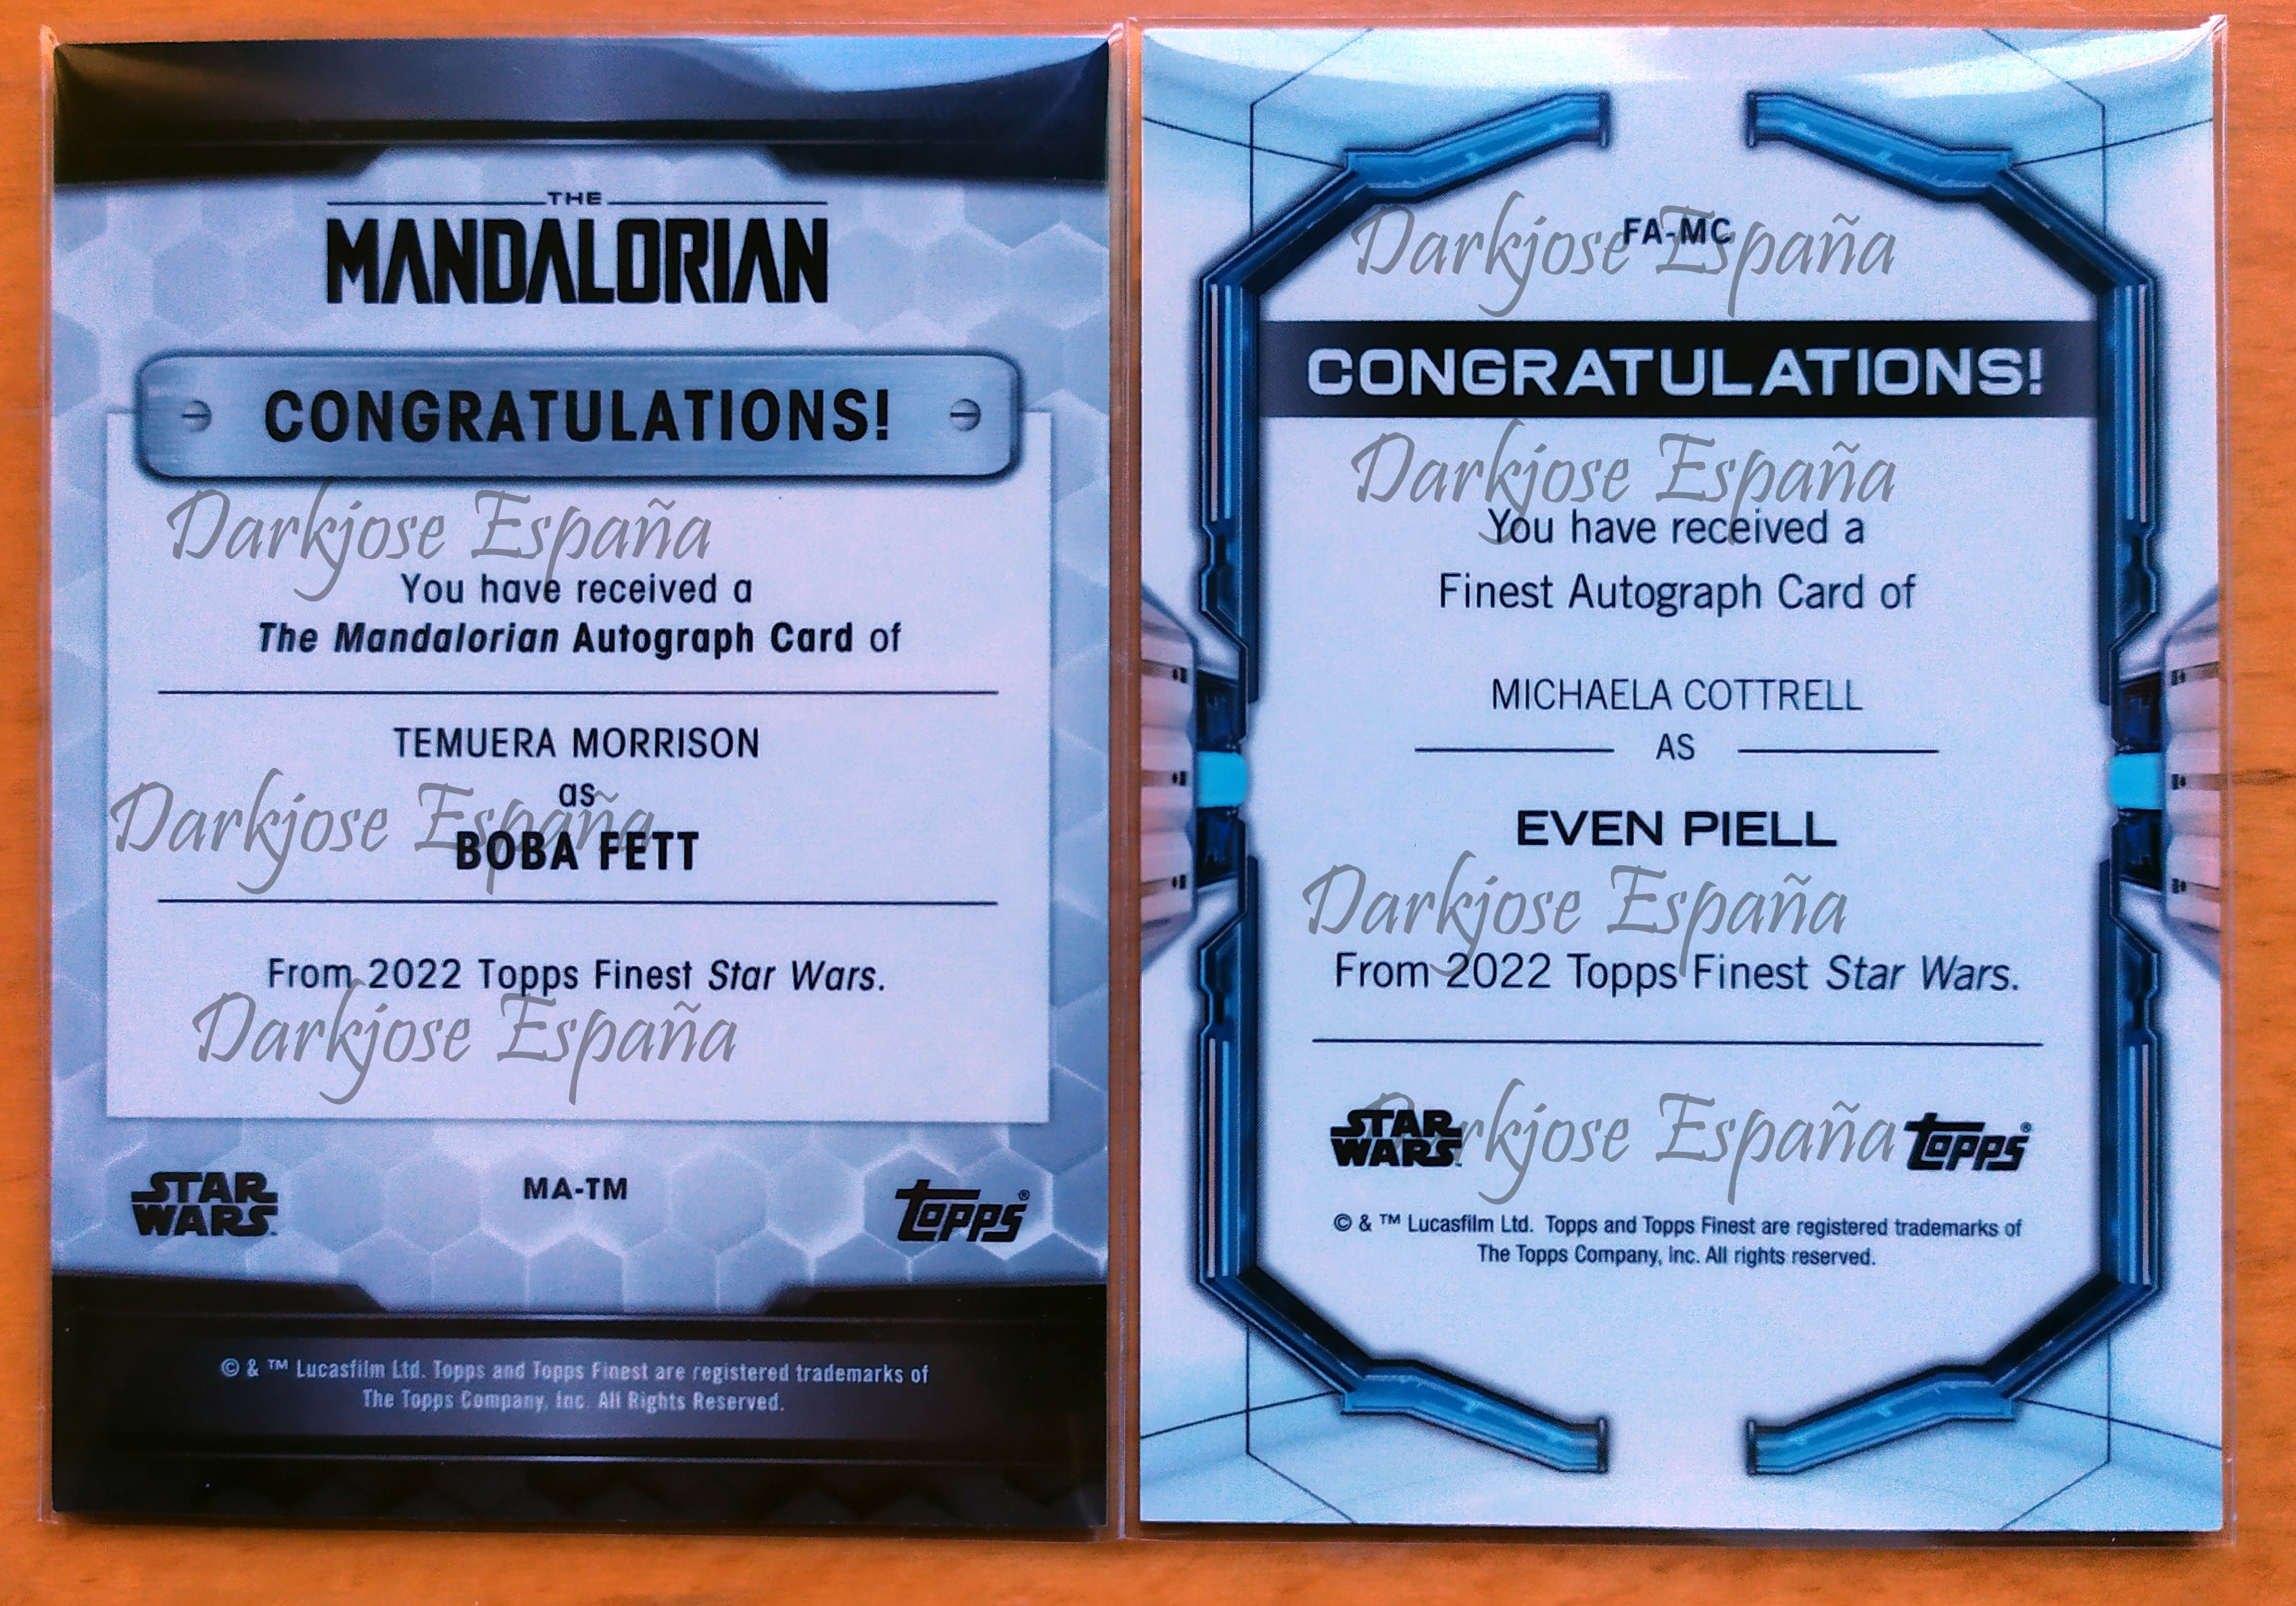 THE
MANDALORIAN
CONGRATULATIONS!
Darkjose España
You have received a
The Mandalorian Autograph Card of
TEMUERA MORRISON
as
Darkjose España
BOBA FETT
From 2022 Topps Finest Star Wars.
Darkjose España
STAR
WARS™
MA-TM
Topps®
© & ™ Lucasfilm Ltd. Topps and Topps Finest are registered trademarks of
The Topps Company, Inc. All Rights Reserved.
FA-MC
Darkjose España
CONGRATULATIONS!
Darkjose España
You have received a
Finest Autograph Card of
MICHAELA COTTRELL
AS
EVEN PIELL
Darkjose España
From 2022 Topps Finest Star Wars.
Darkjose España
STAR
WARS™
Topps®
© & ™ Lucasfilm Ltd. Topps and Topps Finest are registered trademarks of
The Topps Company, Inc. All rights reserved.